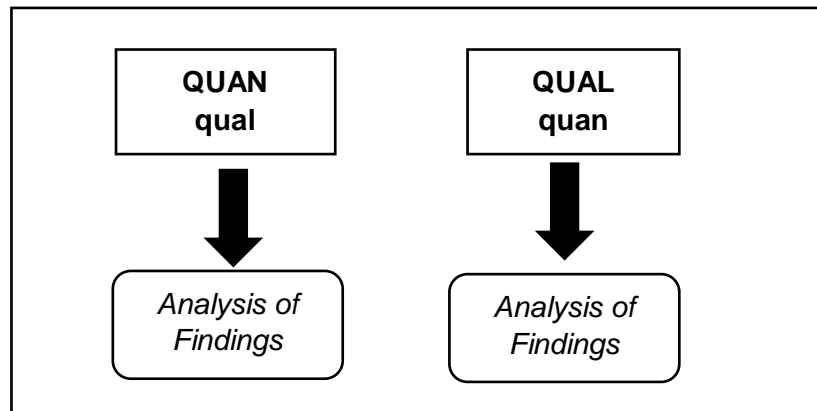 QUAN
qual
QUAL
quan
Analysis of
Findings
Analysis of
Findings